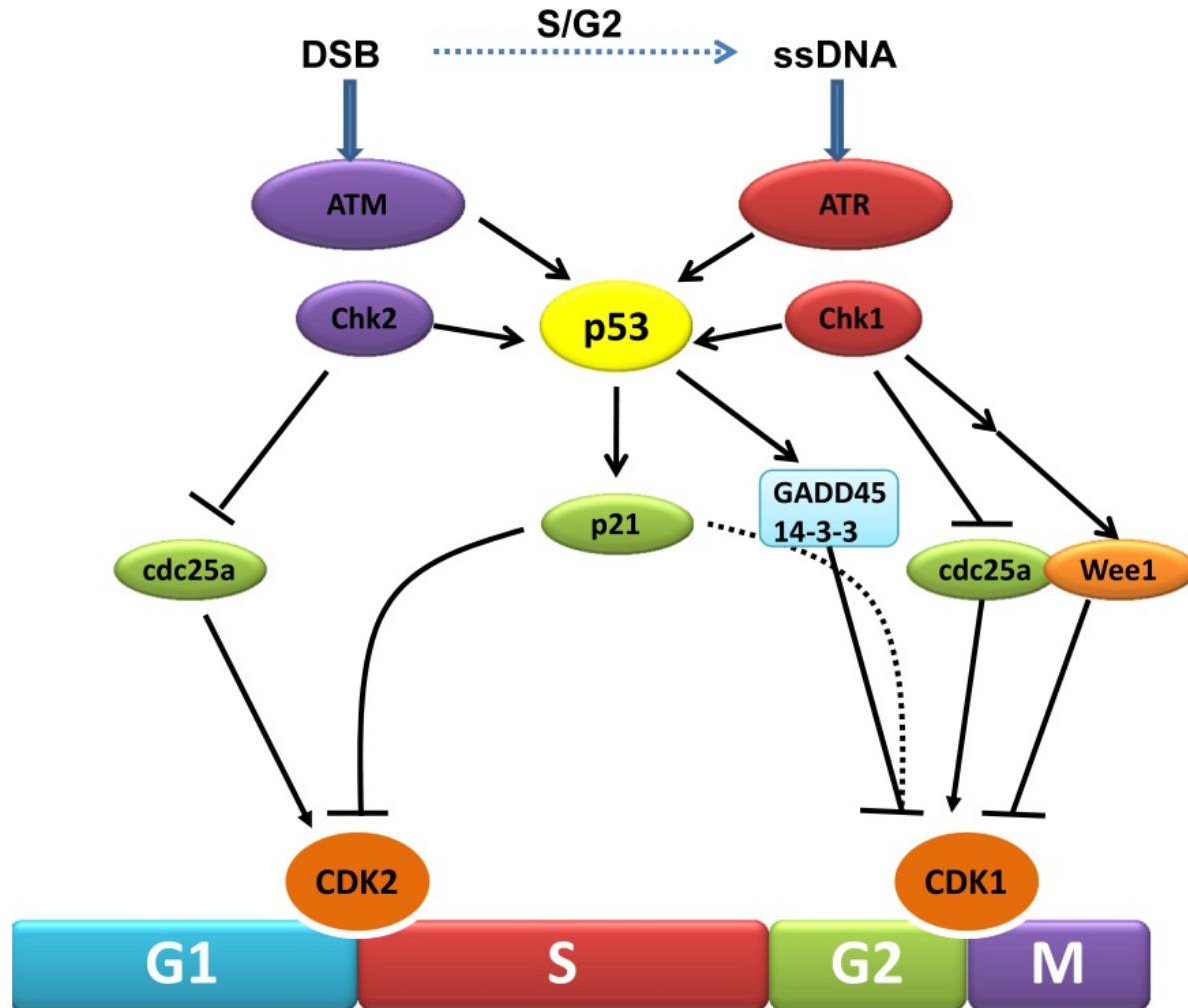 S/G2
DSB
ssDNA
ATM
ATR
Chk2
p53
Chk1
GADD45
14-3-3
p21
cdc25a
cdc25a
Wee1
CDK2
CDK1
G1
S
G2
M